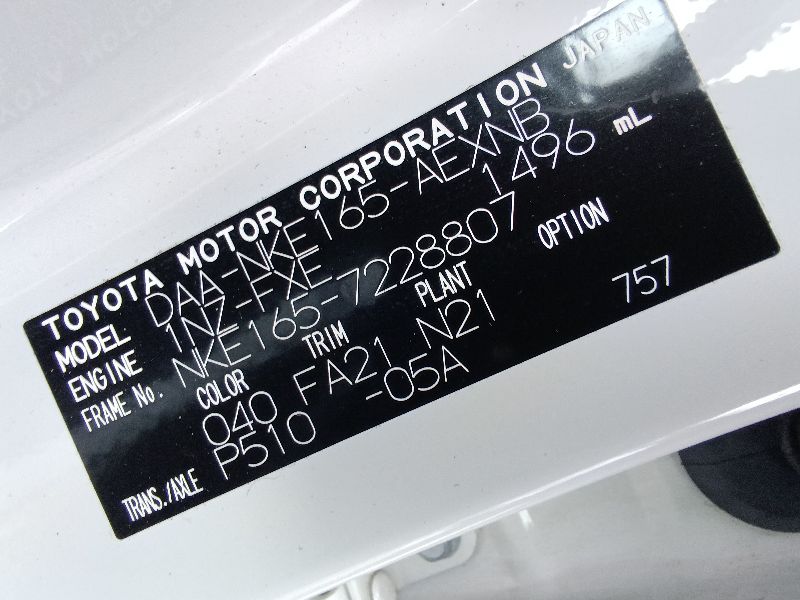 TOYOTA MOTOR CORPORATION JAPAN
MODEL DAA-NKE165-AEXNB
ENGINE 1NZ-FXE 1496 mL
FRAME No. NKE165-7228807
COLOR TRIM PLANT OPTION
040 FA21 N21 757
TRANS./AXLE P510 -05A